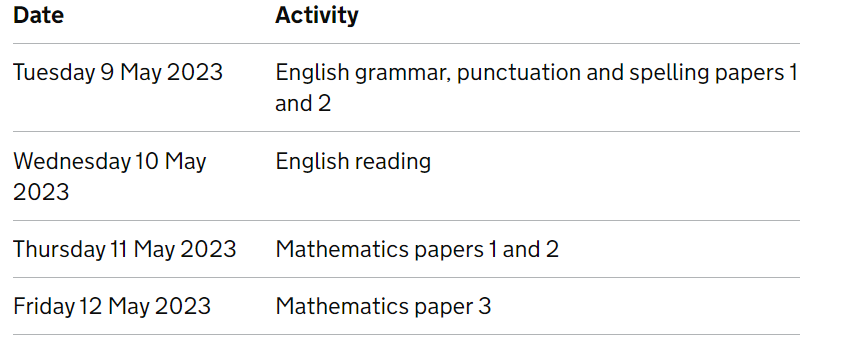 Date Activity
Tuesday 9 May 2023 English grammar, punctuation and spelling papers 1
and 2
Wednesday 10 May English reading
2023
Thursday 11 May 2023 Mathematics papers 1 and 2
Friday 12 May 2023 Mathematics paper 3